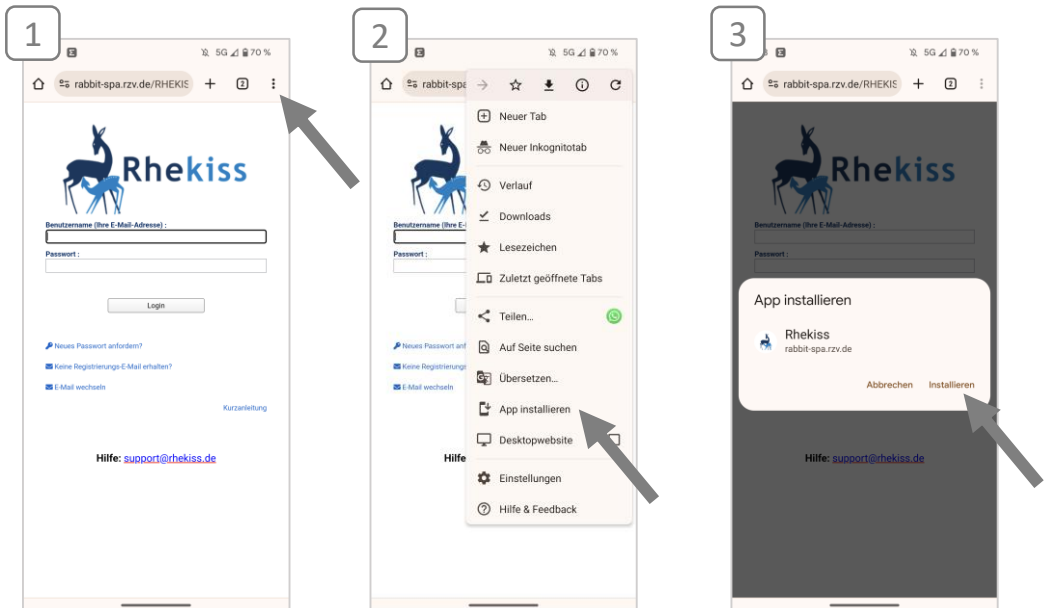 1
5G 70 %
rabbit-spa.rzv.de/RHEKIS
2
Rhekiss
Benutzername (Ihre E-Mail-Adresse) :
Passwort :
Login
Neues Passwort anfordern?
Keine Registrierungs-E-Mail erhalten?
E-Mail wechseln
Kurzanleitung
Hilfe: support@rhekiss.de
2
5G 70 %
rabbit-spa
Neuer Tab
Neuer Inkognitotab
Verlauf
Downloads
Lesezeichen
Zuletzt geöffnete Tabs
Teilen...
Auf Seite suchen
Übersetzen...
App installieren
Desktopwebsite
Einstellungen
Hilfe & Feedback
Benutzername (Ihre E-
Passwort :
Neues Passwort anf
Keine Registrierungs
E-Mail wechseln
Hilfe
3
5G 70 %
rabbit-spa.rzv.de/RHEKIS
2
Rhekiss
Benutzername (Ihre E-Mail-Adresse) :
Passwort :
App installieren
Rhekiss
rabbit-spa.rzv.de
Abbrechen Installieren
Hilfe: support@rhekiss.de